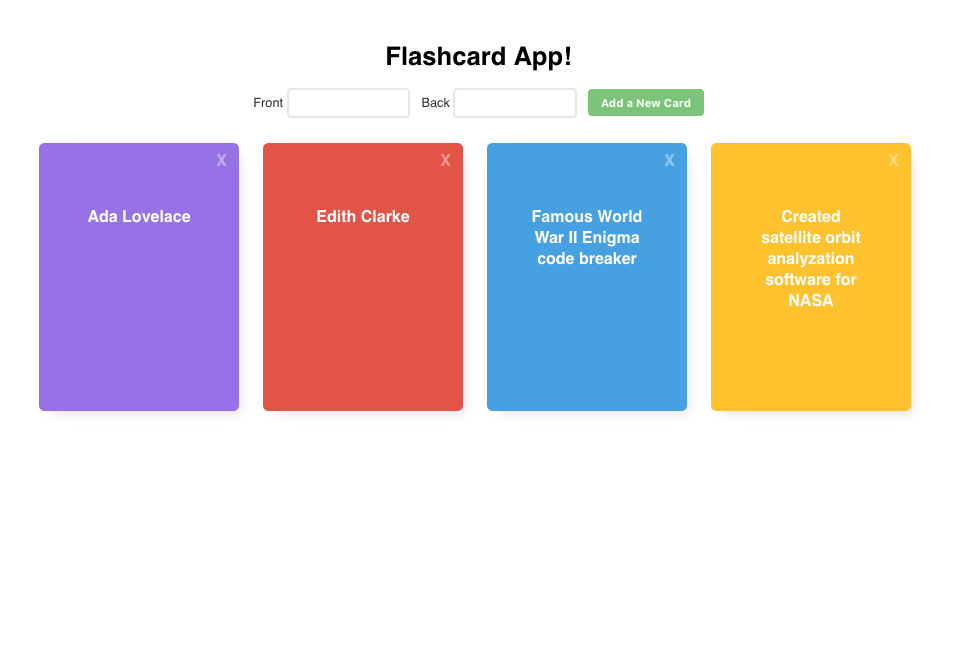 Flashcard App!
Front
Back
Add a New Card
X
Ada Lovelace
X
Edith Clarke
X
Famous World
War II Enigma
code breaker
X
Created
satellite orbit
analyzation
software for
NASA